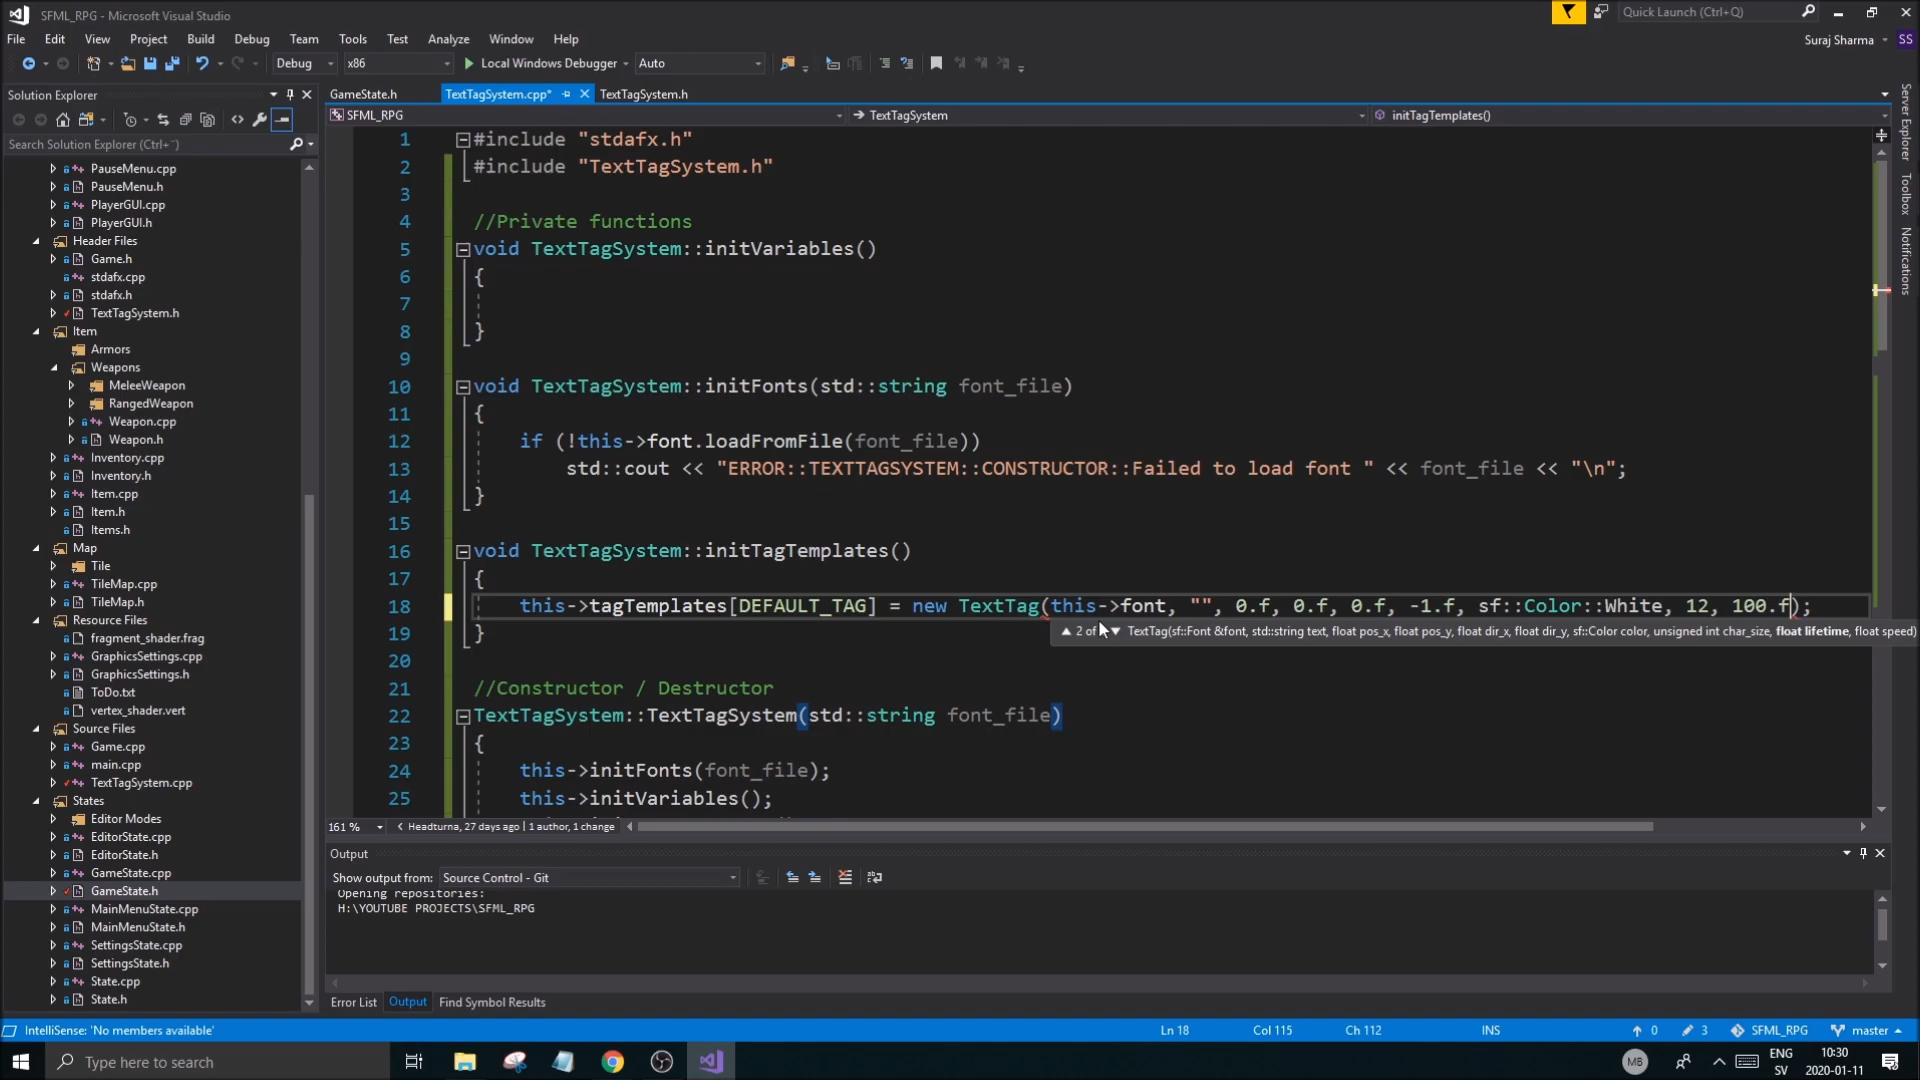 SFML_RPG - Microsoft Visual Studio
Quick Launch (Ctrl+Q)
File Edit View Project Build Debug Team Tools Test Analyze Window Help
Suraj Sharma SS
Debug x86 Local Windows Debugger Auto
Solution Explorer
Search Solution Explorer (Ctrl+¨)
PauseMenu.cpp
PauseMenu.h
PlayerGUI.cpp
PlayerGUI.h
Header Files
Game.h
stdafx.cpp
stdafx.h
TextTagSystem.h
Item
Armors
Weapons
MeleeWeapon
RangedWeapon
Weapon.cpp
Weapon.h
Inventory.cpp
Inventory.h
Item.cpp
Item.h
Items.h
Map
Tile
TileMap.cpp
TileMap.h
Resource Files
fragment_shader.frag
GraphicsSettings.cpp
GraphicsSettings.h
ToDo.txt
vertex_shader.vert
Source Files
Game.cpp
main.cpp
TextTagSystem.cpp
States
Editor Modes
EditorState.cpp
EditorState.h
GameState.cpp
GameState.h
MainMenuState.cpp
MainMenuState.h
SettingsState.cpp
SettingsState.h
State.cpp
State.h
GameState.h TextTagSystem.cpp* TextTagSystem.h
SFML_RPG TextTagSystem initTagTemplates()
1 #include "stdafx.h"
2 #include "TextTagSystem.h"
3
4 //Private functions
5 void TextTagSystem::initVariables()
6 {
7
8 }
9
10 void TextTagSystem::initFonts(std::string font_file)
11 {
12 if (!this->font.loadFromFile(font_file))
13 std::cout << "ERROR::TEXTTAGSYSTEM::CONSTRUCTOR::Failed to load font " << font_file << "\n";
14 }
15
16 void TextTagSystem::initTagTemplates()
17 {
18 this->tagTemplates[DEFAULT_TAG] = new TextTag(this->font, "", 0.f, 0.f, 0.f, -1.f, sf::Color::White, 12, 100.f);
2 of TextTag(sf::Font &font, std::string text, float pos_x, float pos_y, float dir_x, float dir_y, sf::Color color, unsigned int char_size, float lifetime, float speed)
19 }
20
21 //Constructor / Destructor
22 TextTagSystem::TextTagSystem(std::string font_file)
23 {
24 this->initFonts(font_file);
25 this->initVariables();
161 % Headturna, 27 days ago | 1 author, 1 change
Output
Show output from: Source Control - Git
Opening repositories:
H:\YOUTUBE PROJECTS\SFML_RPG
Error List Output Find Symbol Results
Server Explorer
Toolbox
Notifications
IntelliSense: 'No members available' Ln 18 Col 115 Ch 112 INS 0 3 SFML_RPG master
Type here to search
MB
ENG
SV
10:30
2020-01-11